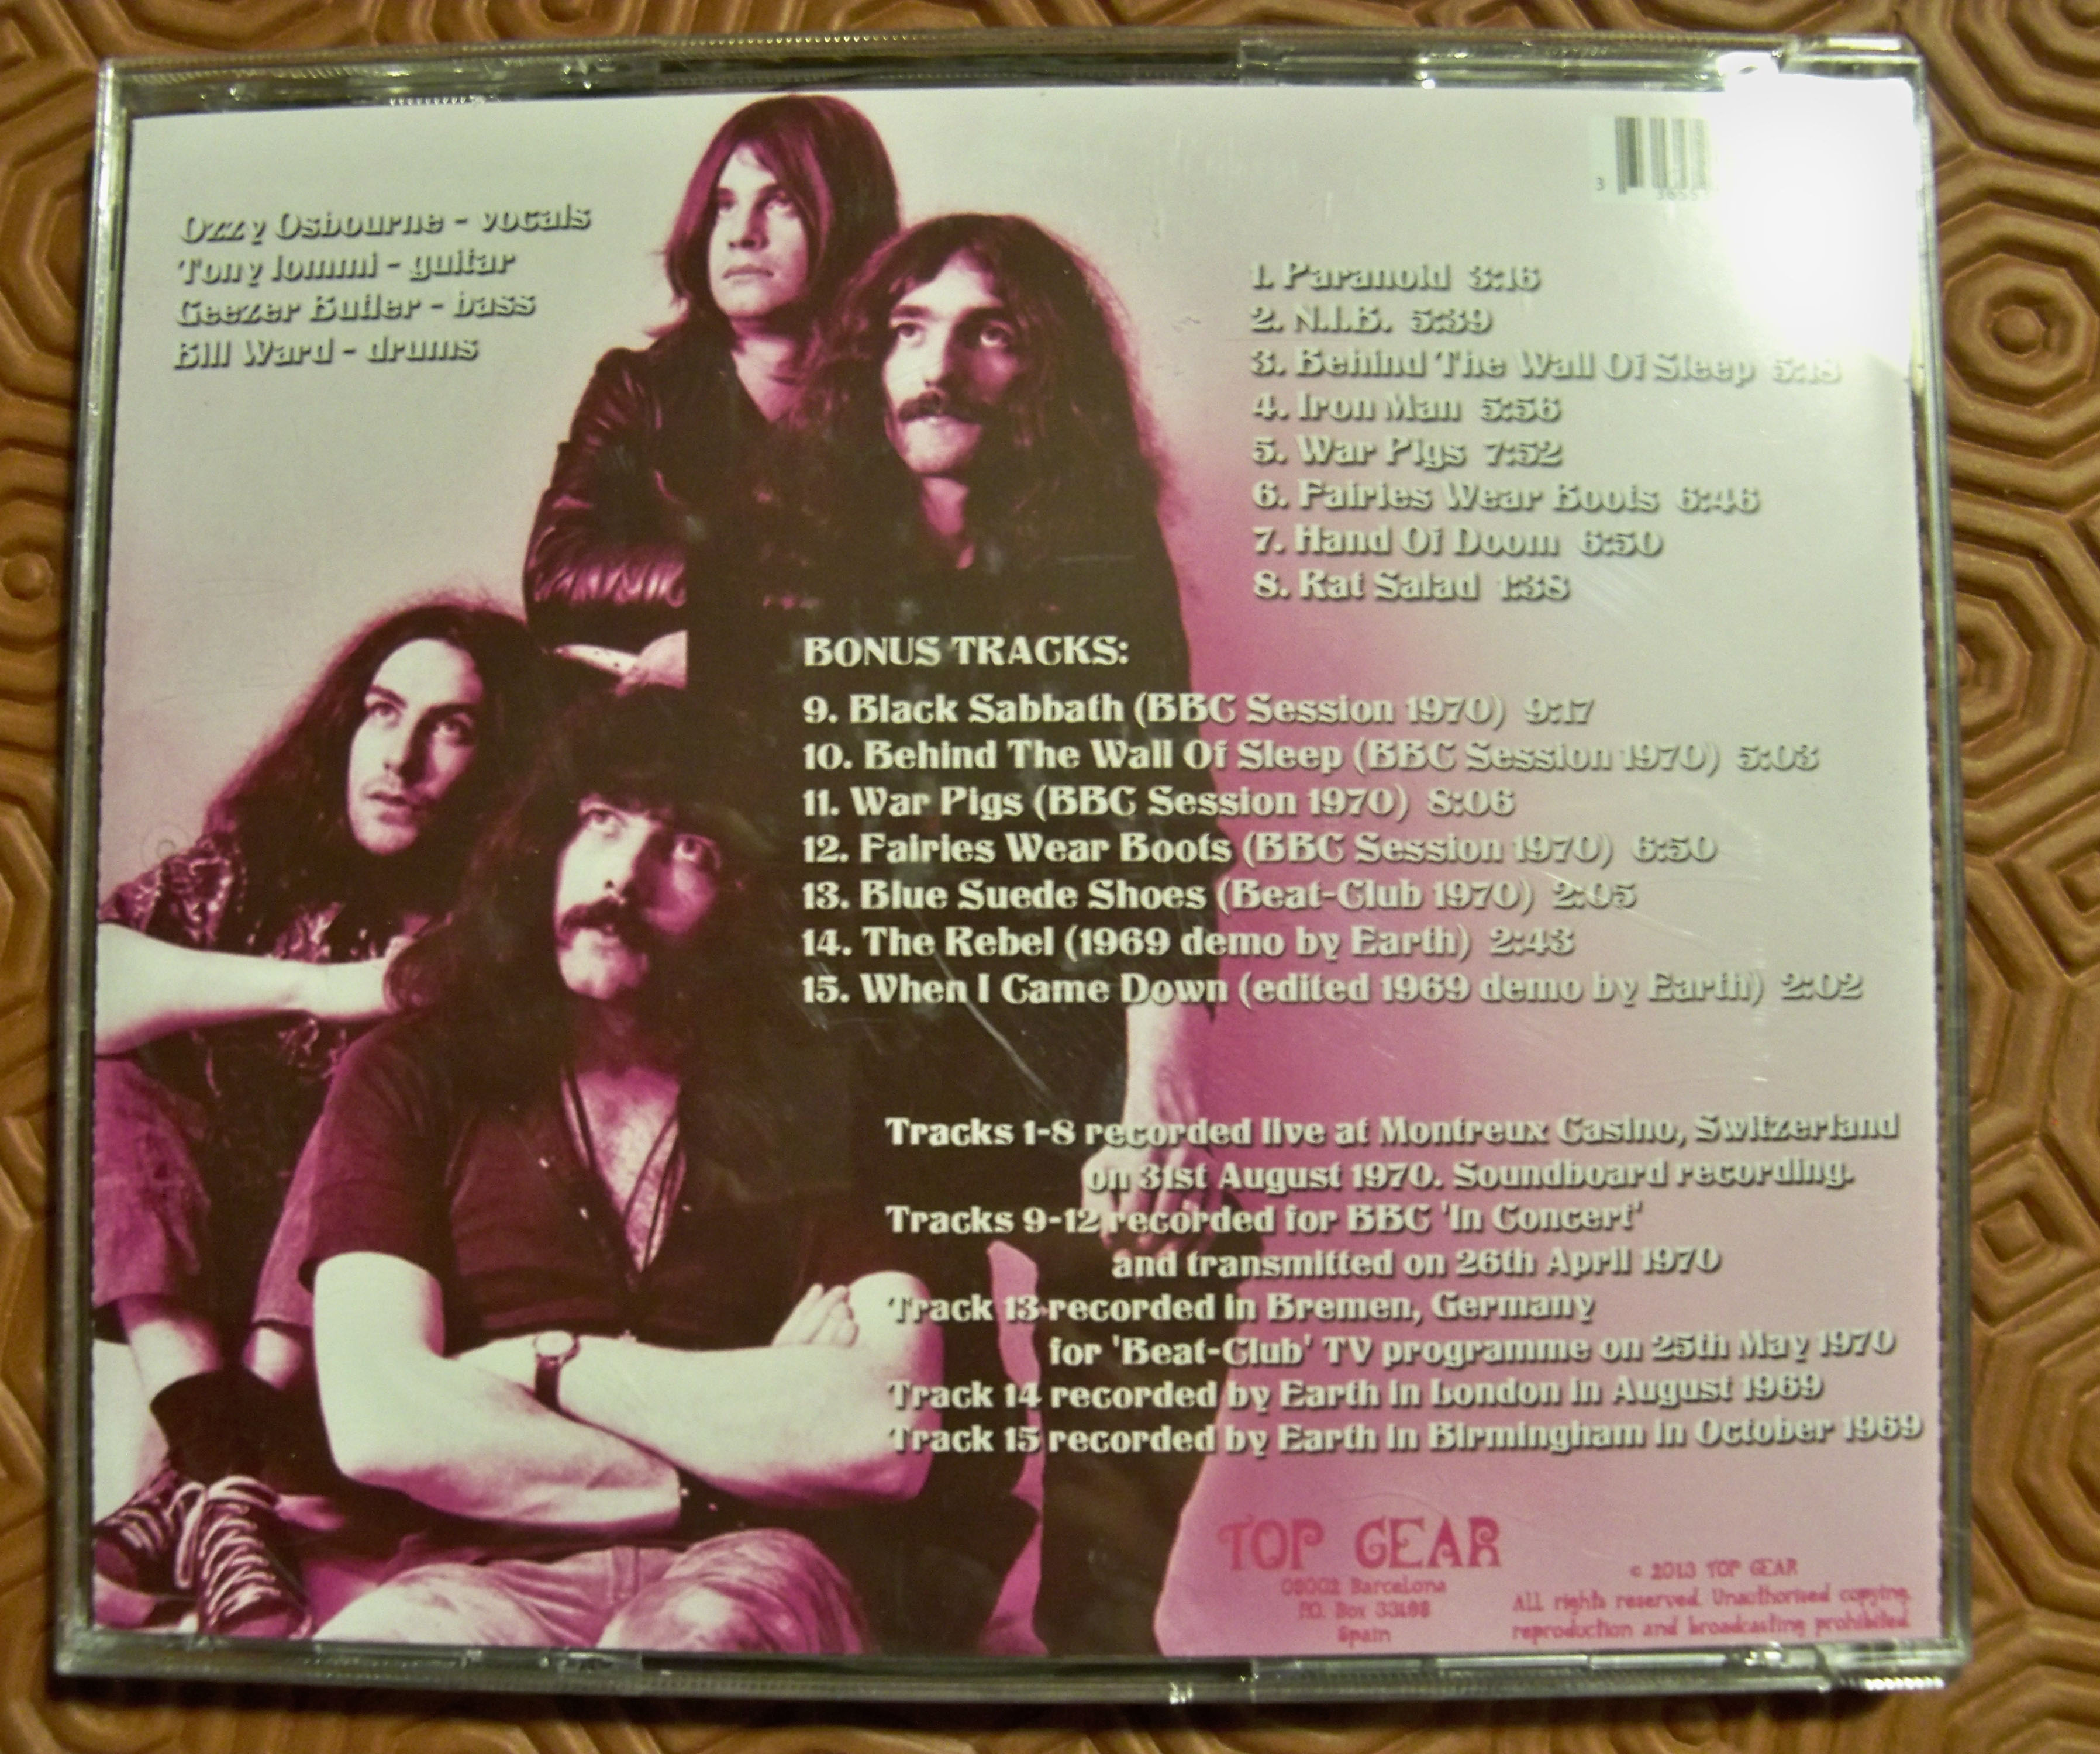 Ozzy Osbourne - vocals
Tony Iommi - guitar
Geezer Butler - bass
Bill Ward - drums
3
1. Paranoid 3:16
2. N.I.B. 5:39
3. Behind The Wall Of Sleep 5:18
4. Iron Man 5:56
5. War Pigs 7:52
6. Fairies Wear Boots 6:46
7. Hand Of Doom 6:50
8. Rat Salad 1:38
BONUS TRACKS:
9. Black Sabbath (BBC Session 1970) 9:17
10. Behind The Wall Of Sleep (BBC Session 1970) 5:03
11. War Pigs (BBC Session 1970) 8:06
12. Fairies Wear Boots (BBC Session 1970) 6:50
13. Blue Suede Shoes (Beat-Club 1970) 2:05
14. The Rebel (1969 demo by Earth) 2:43
15. When I Came Down (edited 1969 demo by Earth) 2:02
Tracks 1-8 recorded live at Montreux Casino, Switzerland
on 31st August 1970. Soundboard recording.
Tracks 9-12 recorded for BBC 'In Concert'
and transmitted on 26th April 1970
Track 13 recorded in Bremen, Germany
for 'Beat-Club' TV programme on 25th May 1970
Track 14 recorded by Earth in London in August 1969
Track 15 recorded by Earth in Birmingham in October 1969
TOP GEAR
08002 Barcelona
P.O. Box 33198
Spain
© 2013 TOP GEAR
All rights reserved. Unauthorised copying,
reproduction and broadcasting prohibited.